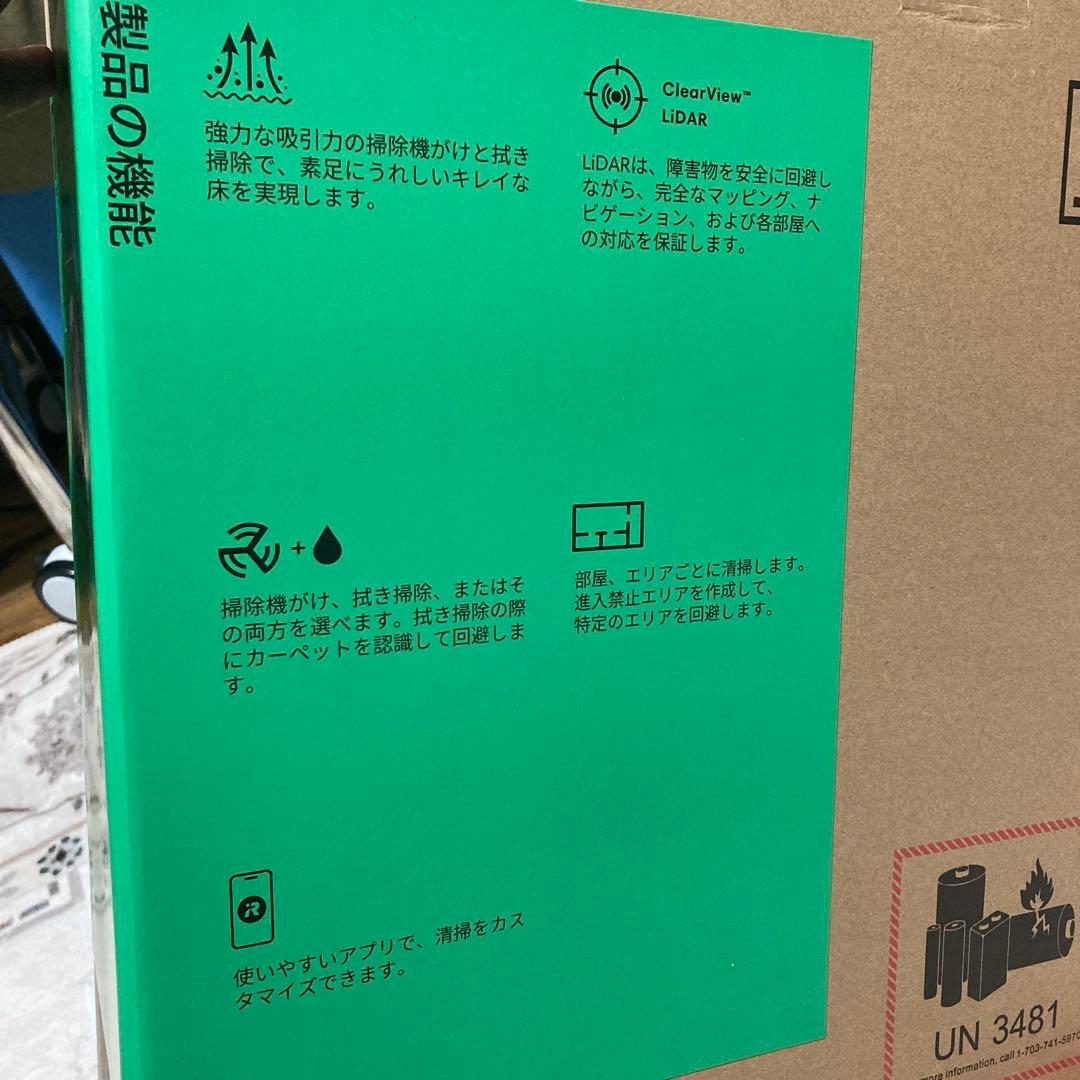 製品の機能
強力な吸引力の掃除機がけと拭き
掃除で、素足にうれしいキレイな
床を実現します。
ClearView™
LiDAR
LiDARは、障害物を安全に回避し
ながら、完全なマッピング、ナ
ビゲーション、および各部屋へ
の対応を保証します。
+
掃除機がけ、拭き掃除、またはそ
の両方を選べます。拭き掃除の際
にカーペットを認識して回避しま
す。
部屋、エリアごとに清掃します。
進入禁止エリアを作成して、
特定のエリアを回避します。
iR
使いやすいアプリで、清掃をカス
タマイズできます。
UN 3481
more information, call 1-703-741-5970